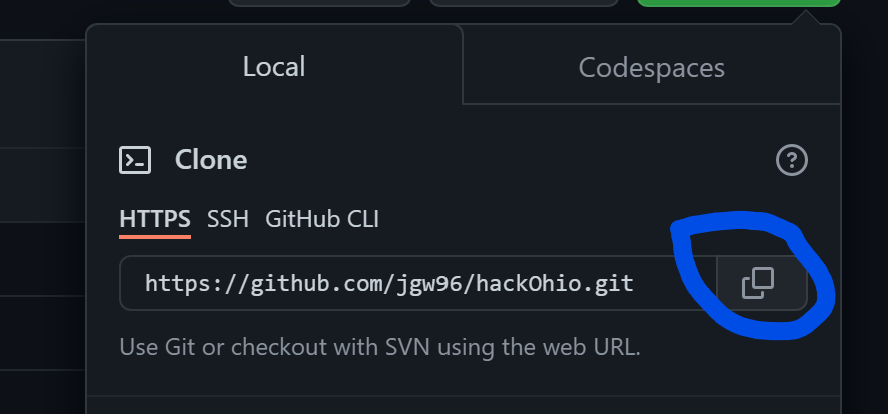 Local
Codespaces
Clone
HTTPS SSH GitHub CLI
https://github.com/jgw96/hackOhio.git
Use Git or checkout with SVN using the web URL.